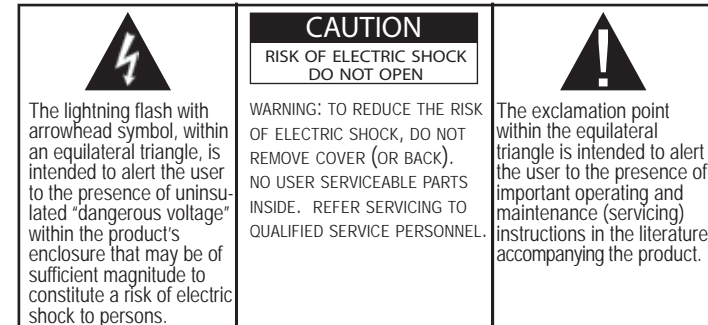 The lightning flash with
arrowhead symbol, within
an equilateral triangle, is
intended to alert the user
to the presence of uninsu-
lated "dangerous voltage"
within the product's
enclosure that may be of
sufficient magnitude to
constitute a risk of electric
shock to persons.
CAUTION
RISK OF ELECTRIC SHOCK
DO NOT OPEN
WARNING: TO REDUCE THE RISK
OF ELECTRIC SHOCK, DO NOT
REMOVE COVER (OR BACK).
NO USER SERVICEABLE PARTS
INSIDE. REFER SERVICING TO
QUALIFIED SERVICE PERSONNEL.
!
The exclamation point
within the equilateral
triangle is intended to alert
the user to the presence of
important operating and
maintenance (servicing)
instructions in the literature
accompanying the product.